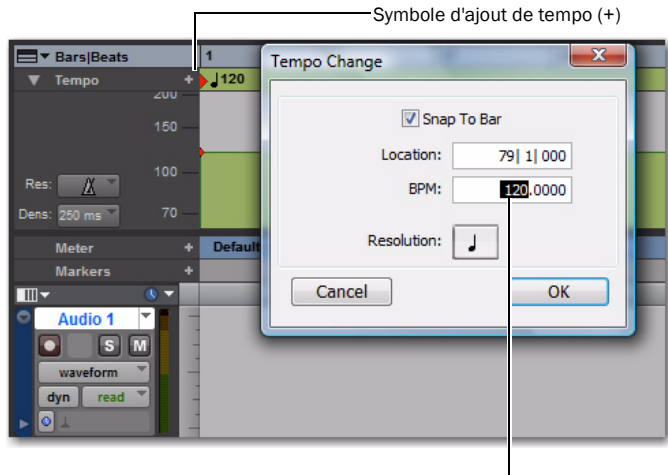 Symbole d'ajout de tempo (+)
Bars|Beats
1
Tempo +
120
200
150
100
70
Res:
Dens: 250 ms
Meter +
Default
Markers +
Audio 1
S M
waveform
dyn read
Tempo Change
Snap To Bar
Location: 79| 1| 000
BPM: 120.0000
Resolution:
Cancel OK